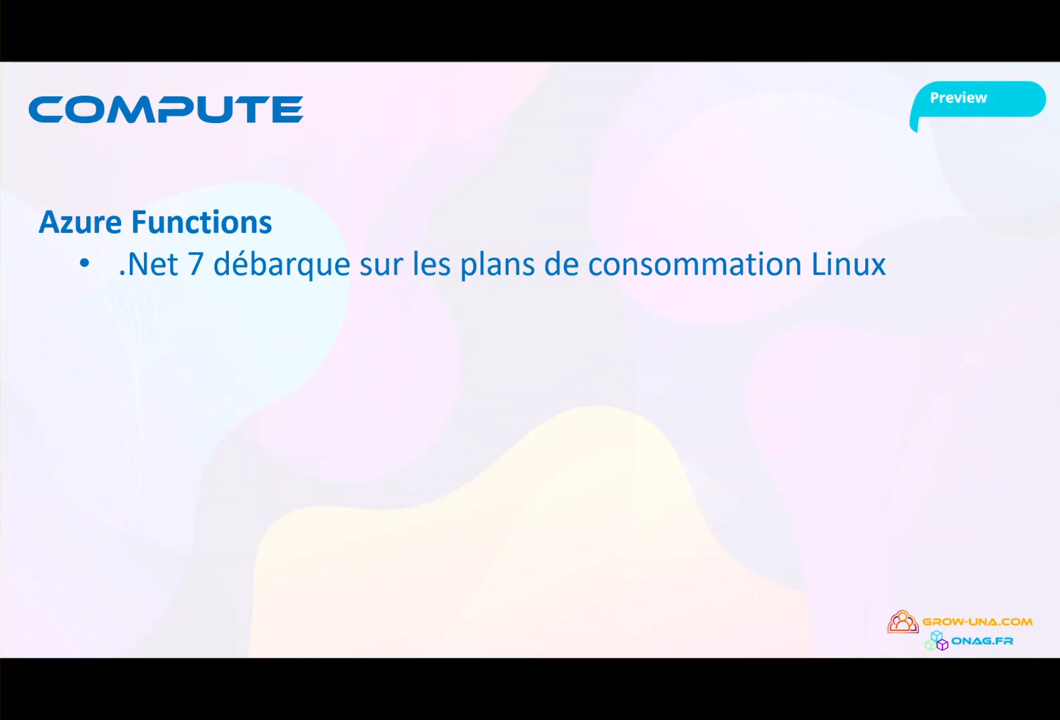 COMPUTE
Preview
Azure Functions
• .Net 7 débarque sur les plans de consommation Linux
GROW-UNA.COM
ONAG.FR